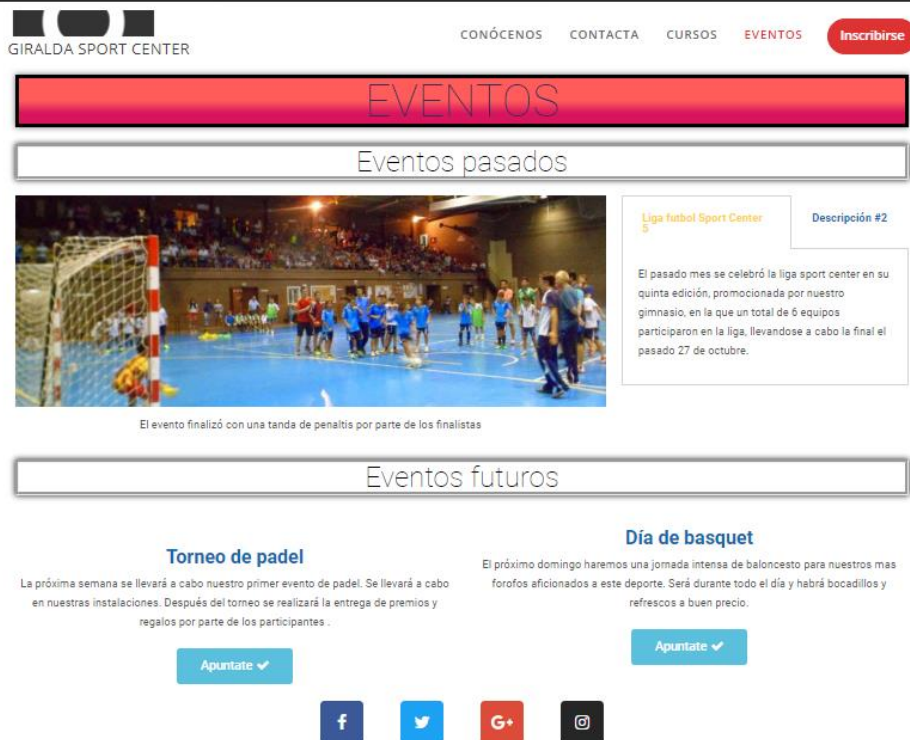 GIRALDA SPORT CENTER
CONÓCENOS CONTACTA CURSOS EVENTOS Inscribirse
EVENTOS
Eventos pasados
Liga futbol Sport Center
5
Descripción #2
El pasado mes se celebró la liga sport center en su
quinta edición, promocionada por nuestro
gimnasio, en la que un total de 6 equipos
participaron en la liga, llevandose a cabo la final el
pasado 27 de octubre.
El evento finalizó con una tanda de penaltis por parte de los finalistas
Eventos futuros
Torneo de padel
La próxima semana se llevará a cabo nuestro primer evento de padel. Se llevará a cabo
en nuestras instalaciones. Después del torneo se realizará la entrega de premios y
regalos por parte de los participantes .
Apuntate
Día de basquet
El próximo domingo haremos una jornada intensa de baloncesto para nuestros mas
forofos aficionados a este deporte. Será durante todo el día y habrá bocadillos y
refrescos a buen precio.
Apuntate
f
G+